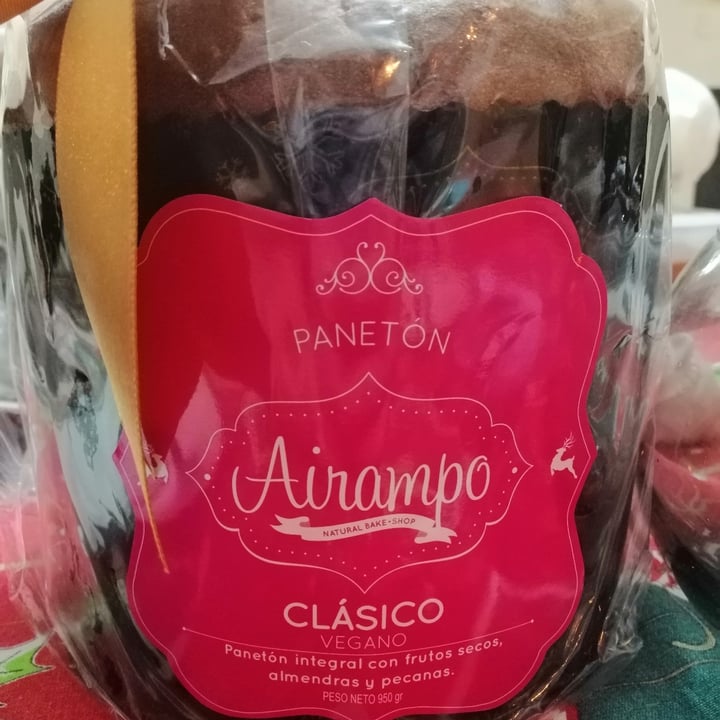 PANETÓN
Airampo
NATURAL BAKE-SHOP
CLÁSICO
VEGANO
Panetón integral con frutos secos,
almendras y pecanas.
PESO NETO 950 gr